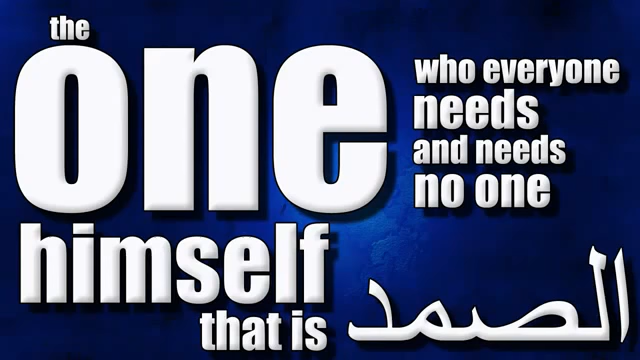 the
one
who everyone
needs
and needs
no one
himself
that is
الصمد